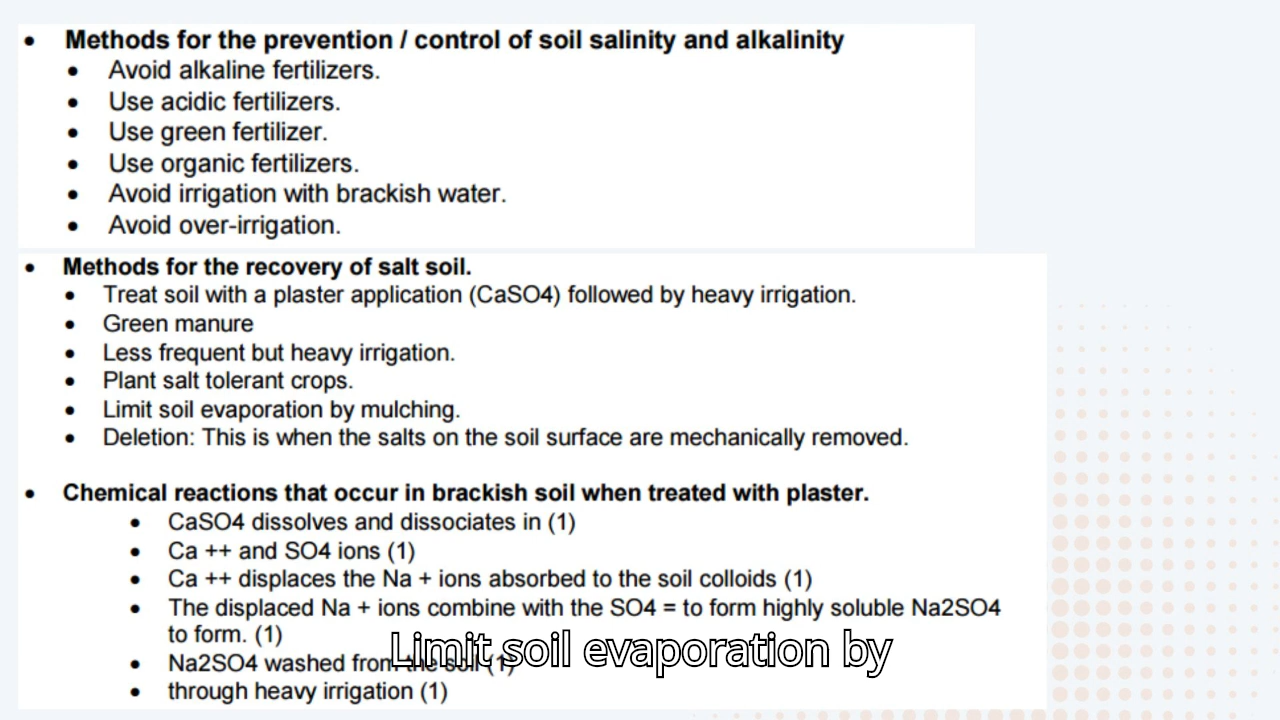 • Methods for the prevention / control of soil salinity and alkalinity
• Avoid alkaline fertilizers.
• Use acidic fertilizers.
• Use green fertilizer.
• Use organic fertilizers.
• Avoid irrigation with brackish water.
• Avoid over-irrigation.
• Methods for the recovery of salt soil.
• Treat soil with a plaster application (CaSO4) followed by heavy irrigation.
• Green manure
• Less frequent but heavy irrigation.
• Plant salt tolerant crops.
• Limit soil evaporation by mulching.
• Deletion: This is when the salts on the soil surface are mechanically removed.
• Chemical reactions that occur in brackish soil when treated with plaster.
• CaSO4 dissolves and dissociates in (1)
• Ca ++ and SO4 ions (1)
• Ca ++ displaces the Na + ions absorbed to the soil colloids (1)
• The displaced Na + ions combine with the SO4 = to form highly soluble Na2SO4
to form. (1)
• Na2SO4 washed from the soil (1)
• through heavy irrigation (1)
Limit soil evaporation by